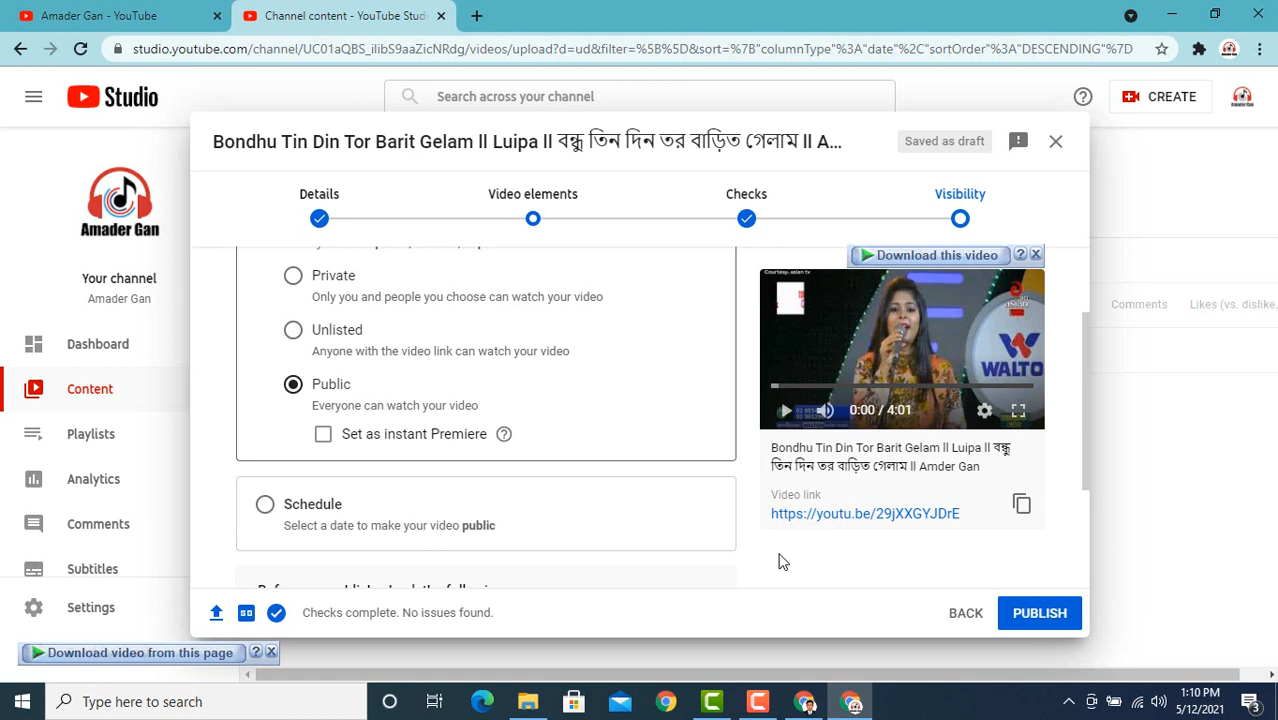 Amader Gan - YouTube
Channel content - YouTube Stud
studio.youtube.com/channel/UC01aQBS_ilibS9aaZicNRdg/videos/upload?d=ud&filter=%5B%5D&sort=%7B"columnType"%3A"date"%2C"sortOrder"%3A"DESCENDING"%7D
Studio
Search across your channel
CREATE
Bondhu Tin Din Tor Barit Gelam ll Luipa ll বন্ধু তিন দিন তর বাড়িত গেলাম ll A...
Saved as draft
Details
Video elements
Checks
Visibility
Amader Gan
Your channel
Amader Gan
Dashboard
Content
Playlists
Analytics
Comments
Subtitles
Settings
Private
Only you and people you choose can watch your video
Unlisted
Anyone with the video link can watch your video
Public
Everyone can watch your video
Set as instant Premiere
Schedule
Select a date to make your video public
Download this video
Courtesy- asian tv
WALTO
0:00 / 4:01
Bondhu Tin Din Tor Barit Gelam ll Luipa ll বন্ধু
তিন দিন তর বাড়িত গেলাম ll Amder Gan
Video link
https://youtu.be/29jXXGYJDrE
Comments
Likes (vs. dislike
Checks complete. No issues found.
BACK
PUBLISH
Download video from this page
Type here to search
1:10 PM
5/12/2021
3